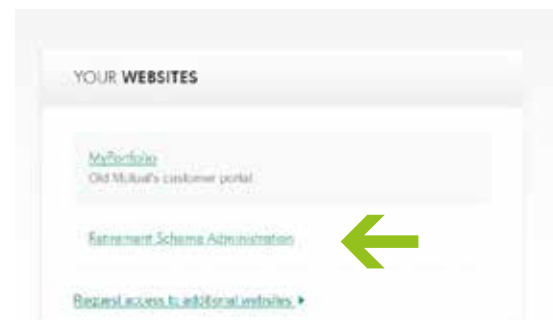 YOUR WEBSITES
MyPortfolio
Old Mutual's customer portal
Retirement Scheme Administration
Request access to additional websites